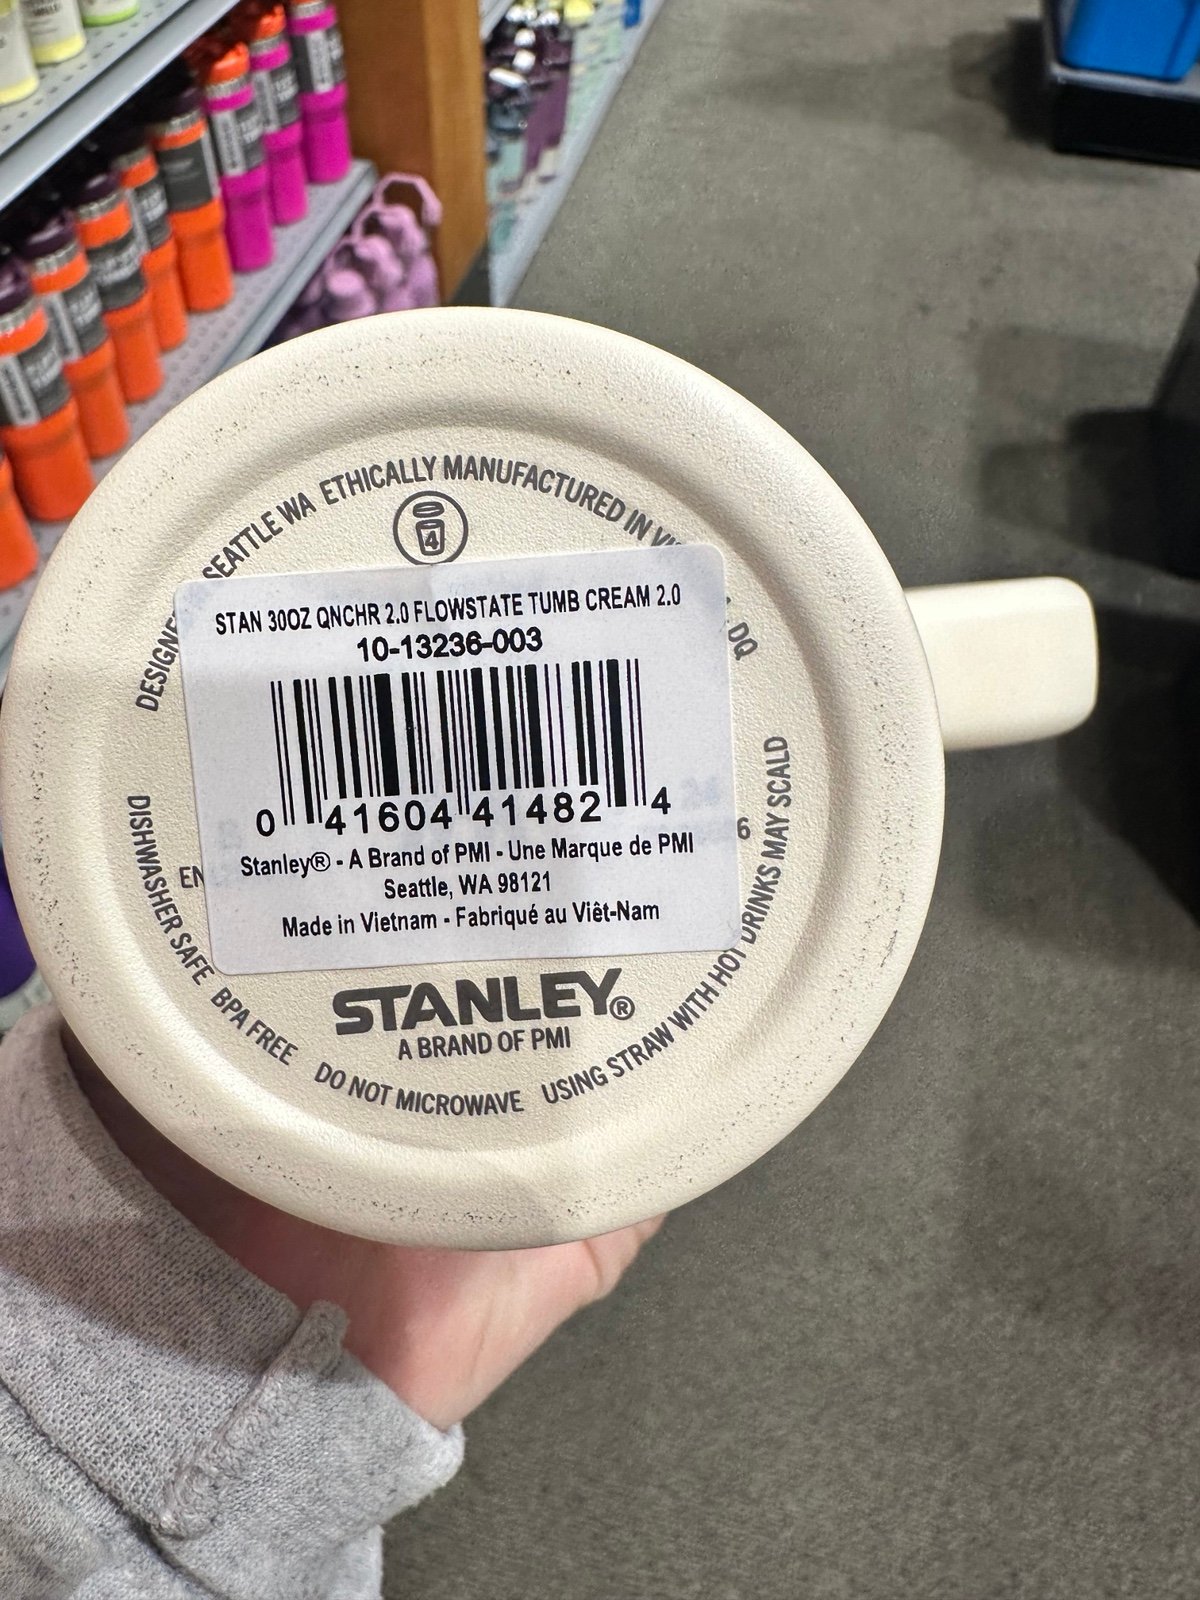 SEATTLE WA ETHICALLY MANUFACTURED IN
DQ
4
STAN 30OZ QNCHR 2.0 FLOWSTATE TUMB CREAM 2.0
10-13236-003
0 41604 41482 4
Stanley® - A Brand of PMI - Une Marque de PMI
Seattle, WA 98121
Made in Vietnam - Fabriqué au Viêt-Nam
6
STANLEY®
A BRAND OF PMI
DISHWASHER SAFE BPA FREE DO NOT MICROWAVE USING STRAW WITH HOT DRINKS MAY SCALD